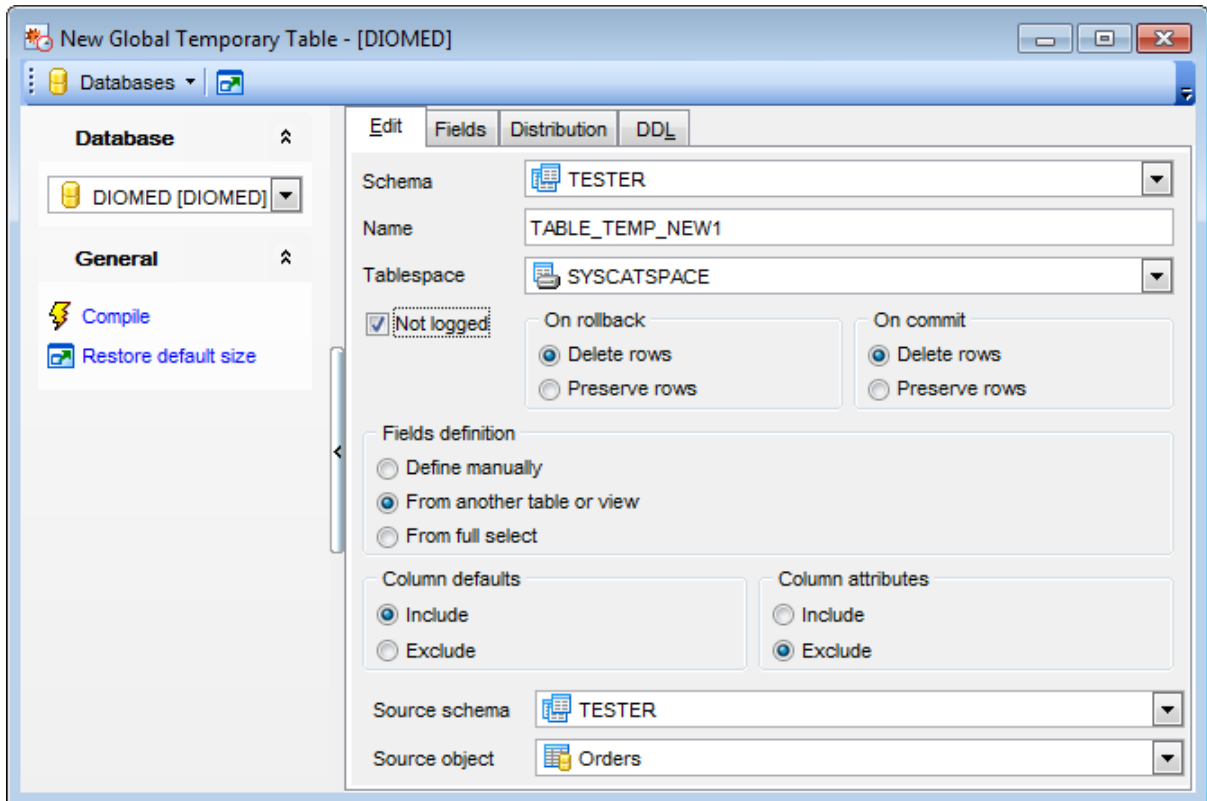 New Global Temporary Table - [DIOMED]
Databases
Database
DIOMED [DIOMED]
General
Compile
Restore default size
Edit Fields Distribution DDL
Schema TESTER
Name TABLE_TEMP_NEW1
Tablespace SYSCATSPACE
Not logged
On rollback
Delete rows
Preserve rows
On commit
Delete rows
Preserve rows
Fields definition
Define manually
From another table or view
From full select
Column defaults
Include
Exclude
Column attributes
Include
Exclude
Source schema TESTER
Source object Orders